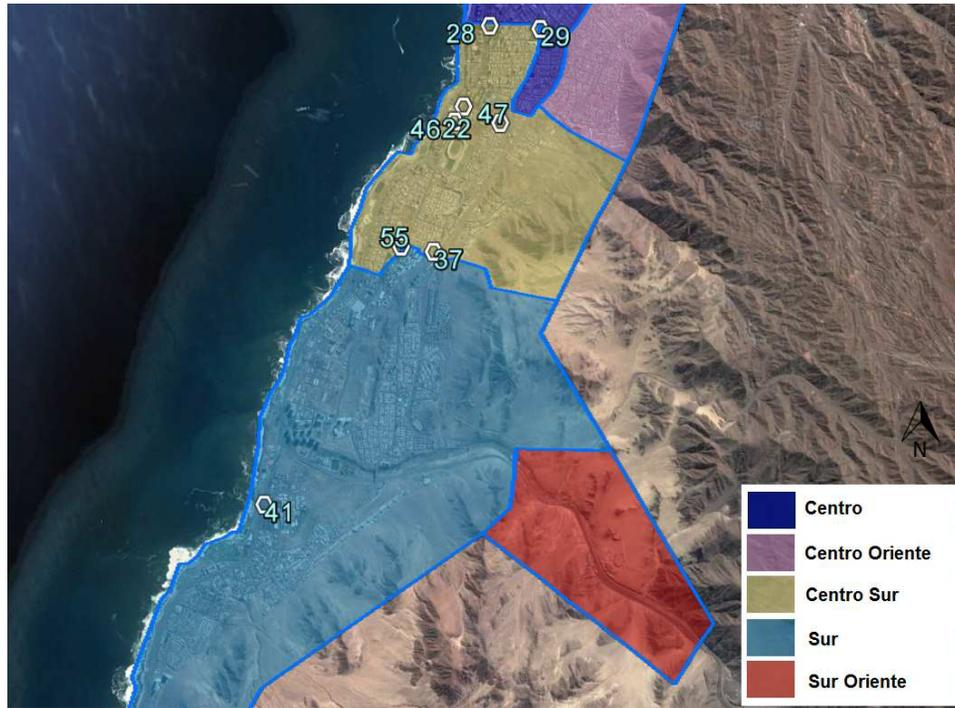 28
29
47
4622
55
37
41
N
Centro
Centro Oriente
Centro Sur
Sur
Sur Oriente